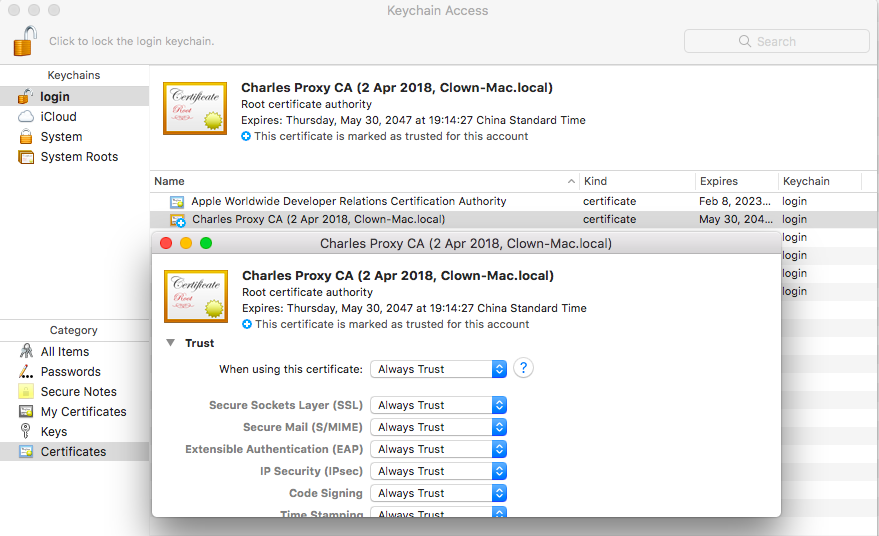 Keychain Access
Click to lock the login keychain.
Search
Keychains
login
iCloud
System
System Roots
Certificate
Root
Charles Proxy CA (2 Apr 2018, Clown-Mac.local)
Root certificate authority
Expires: Thursday, May 30, 2047 at 19:14:27 China Standard Time
This certificate is marked as trusted for this account
Name Kind Expires Keychain
Apple Worldwide Developer Relations Certification Authority certificate Feb 8, 2023... login
Charles Proxy CA (2 Apr 2018, Clown-Mac.local) certificate May 30, 204... login
login
login
login
login
Charles Proxy CA (2 Apr 2018, Clown-Mac.local)
Certificate
Root
Charles Proxy CA (2 Apr 2018, Clown-Mac.local)
Root certificate authority
Expires: Thursday, May 30, 2047 at 19:14:27 China Standard Time
This certificate is marked as trusted for this account
Trust
When using this certificate: Always Trust ?
Secure Sockets Layer (SSL) Always Trust
Secure Mail (S/MIME) Always Trust
Extensible Authentication (EAP) Always Trust
IP Security (IPsec) Always Trust
Code Signing Always Trust
Time Stamping Always Trust
Category
All Items
Passwords
Secure Notes
My Certificates
Keys
Certificates